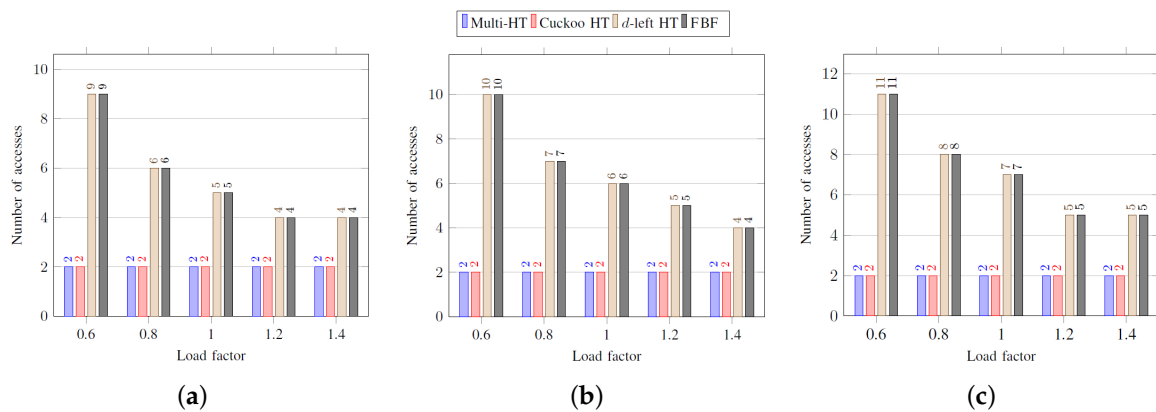 Multi-HT Cuckoo HT d-left HT FBF
Number of accesses
10
8
6
4
2
0
2 2 9 9
2 2 6 6
2 2 5 5
2 2 4 4
2 2 4 4
0.6 0.8 1 1.2 1.4
Load factor
(a)
Number of accesses
10
8
6
4
2
0
2 2 10 10
2 2 7 7
2 2 6 6
2 2 5 5
2 2 4 4
0.6 0.8 1 1.2 1.4
Load factor
(b)
Number of accesses
12
10
8
6
4
2
0
2 2 11 11
2 2 8 8
2 2 7 7
2 2 5 5
2 2 5 5
0.6 0.8 1 1.2 1.4
Load factor
(c)